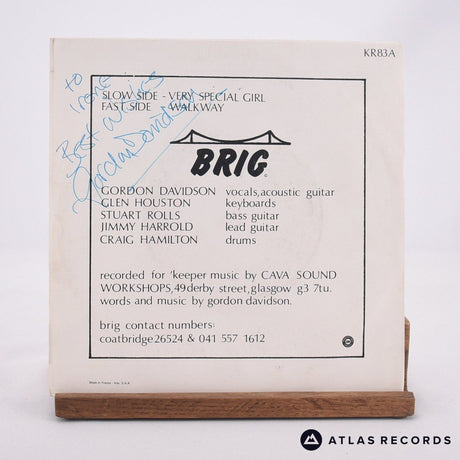 KR83A
to
Irene
Best Wishes
Gordon Davidson
SLOW SIDE - VERY SPECIAL GIRL
FAST SIDE - WALKWAY
BRIG
GORDON DAVIDSON vocals,acoustic guitar
GLEN HOUSTON keyboards
STUART ROLLS bass guitar
JIMMY HARROLD lead guitar
CRAIG HAMILTON drums
recorded for 'keeper music by CAVA SOUND
WORKSHOPS,49derby street,glasgow g3 7tu.
words and music by gordon davidson.
brig contact numbers:
coatbridge26524 & 041 557 1612
ATLAS RECORDS